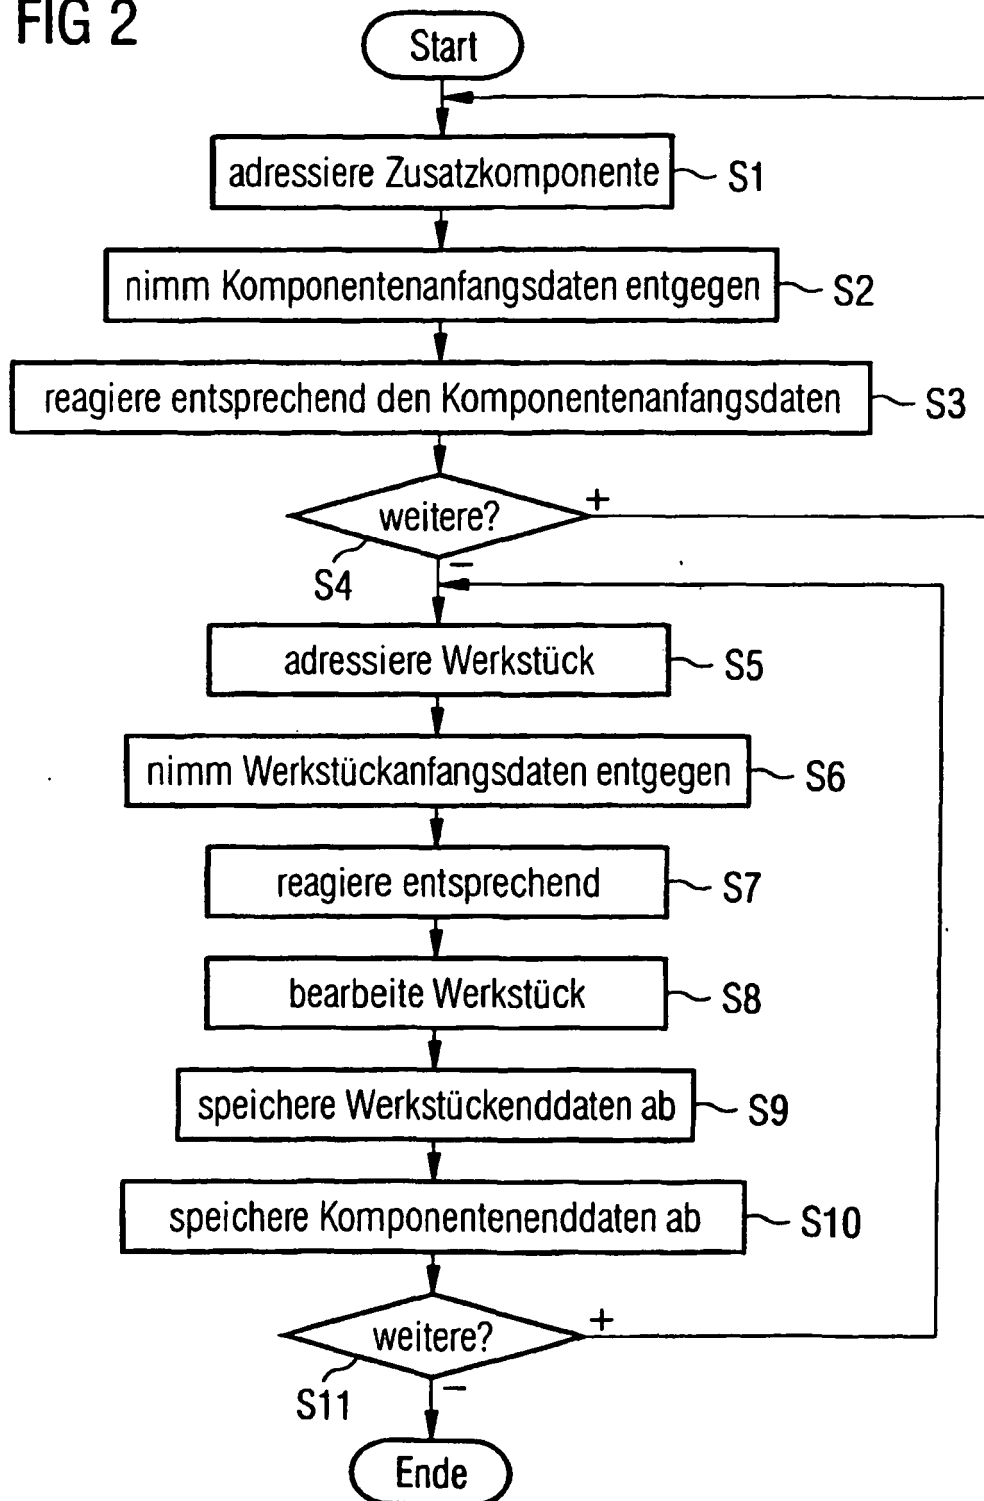 FIG 2
Start
adressiere Zusatzkomponente S1
nimm Komponentenanfangsdaten entgegen S2
reagiere entsprechend den Komponentenanfangsdaten S3
weitere? +
S4 –
adressiere Werkstück S5
nimm Werkstückanfangsdaten entgegen S6
reagiere entsprechend S7
bearbeite Werkstück S8
speichere Werkstückenddaten ab S9
speichere Komponentenenddaten ab S10
weitere? +
S11 –
Ende